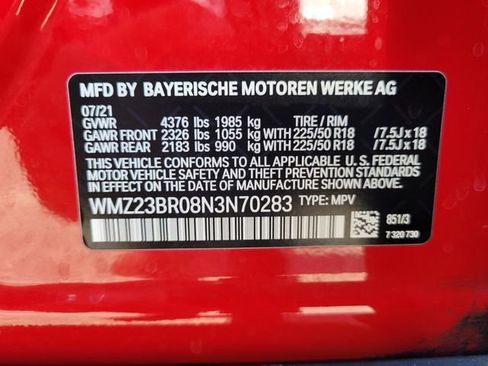 MFD BY BAYERISCHE MOTOREN WERKE AG
07/21
GVWR 4376 lbs 1985 kg TIRE / RIM
GAWR FRONT 2326 lbs 1055 kg WITH 225/50 R18 /7.5J x 18
GAWR REAR 2183 lbs 990 kg WITH 225/50 R18 /7.5J x 18
THIS VEHICLE CONFORMS TO ALL APPLICABLE U. S. FEDERAL
MOTOR VEHICLE SAFETY AND THEFT PREVENTION STANDARDS
IN EFFECT ON THE DATE OF MANUFACTURE SHOWN ABOVE.
WMZ23BR08N3N70283 TYPE: MPV
851/3
7 320 730